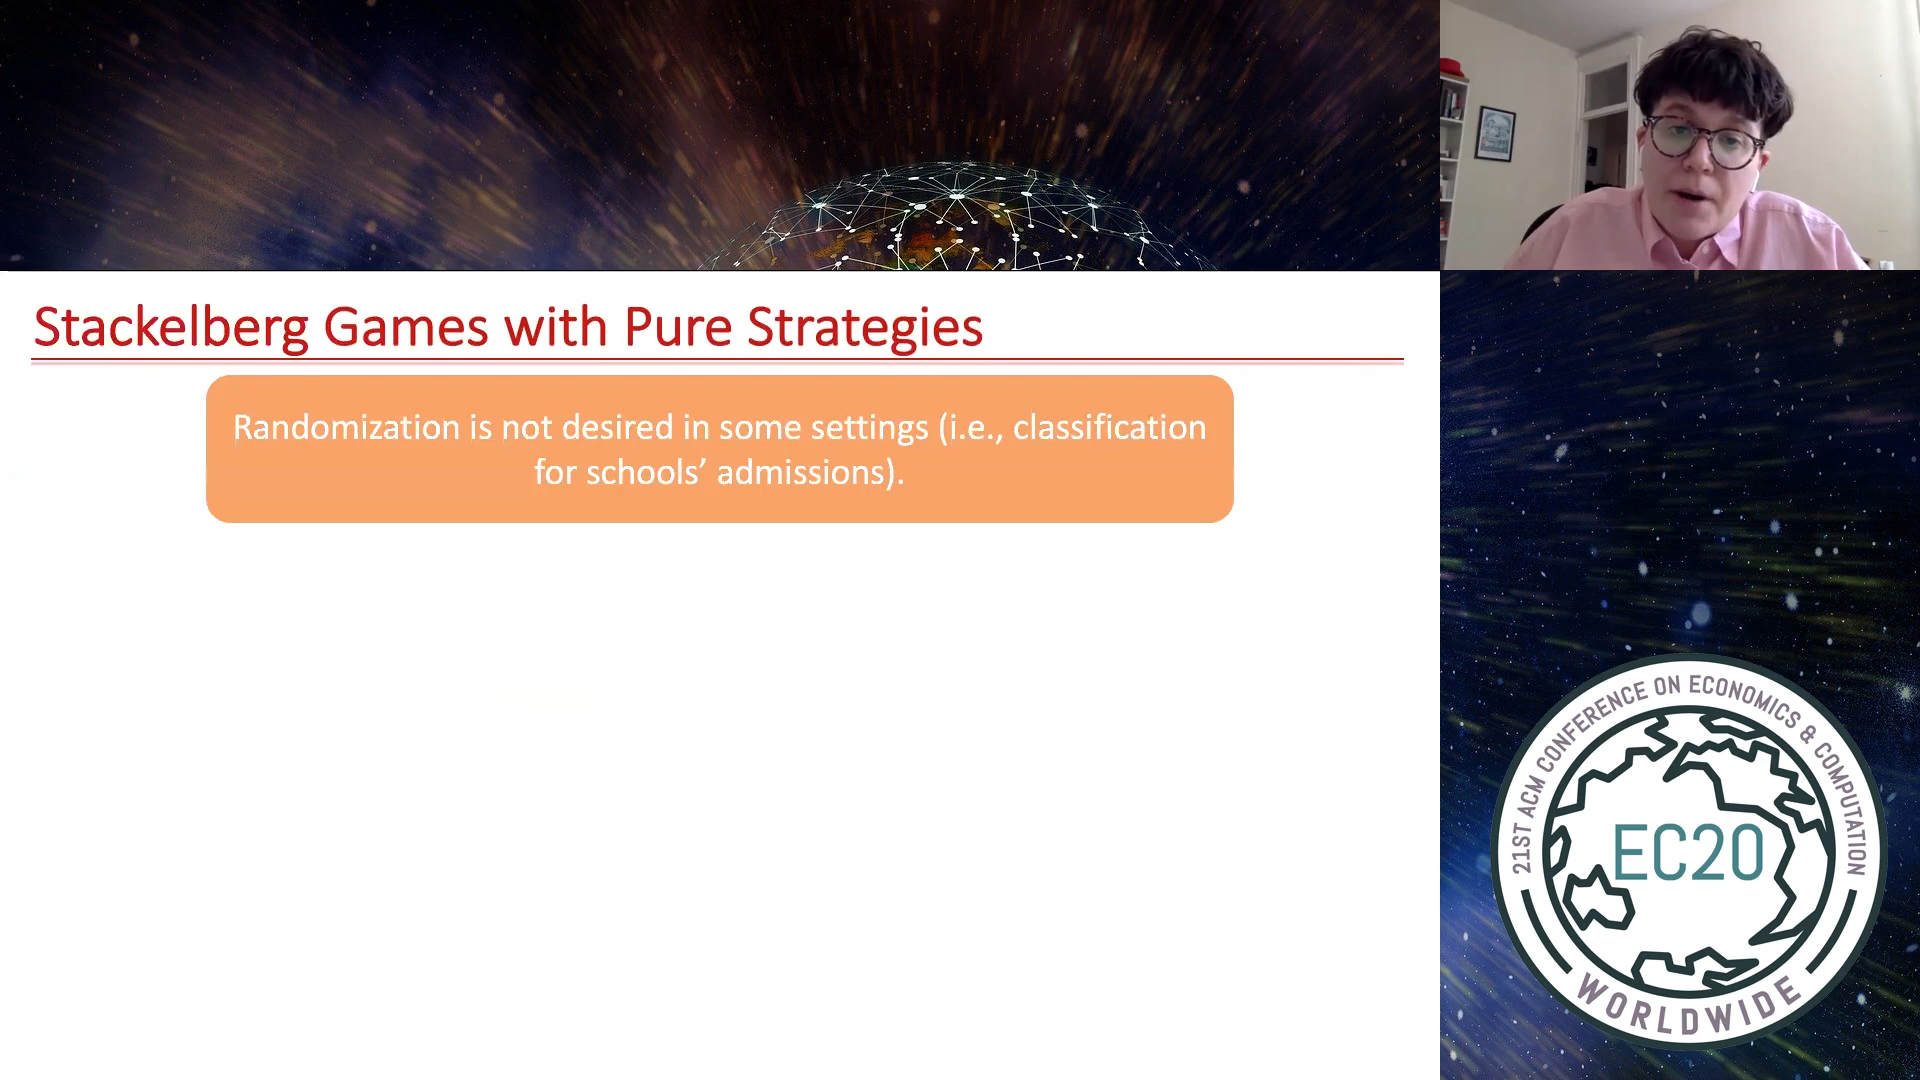 Stackelberg Games with Pure Strategies
Randomization is not desired in some settings (i.e., classification
for schools’ admissions).
21ST ACM CONFERENCE ON ECONOMICS & COMPUTATION
EC20
WORLDWIDE